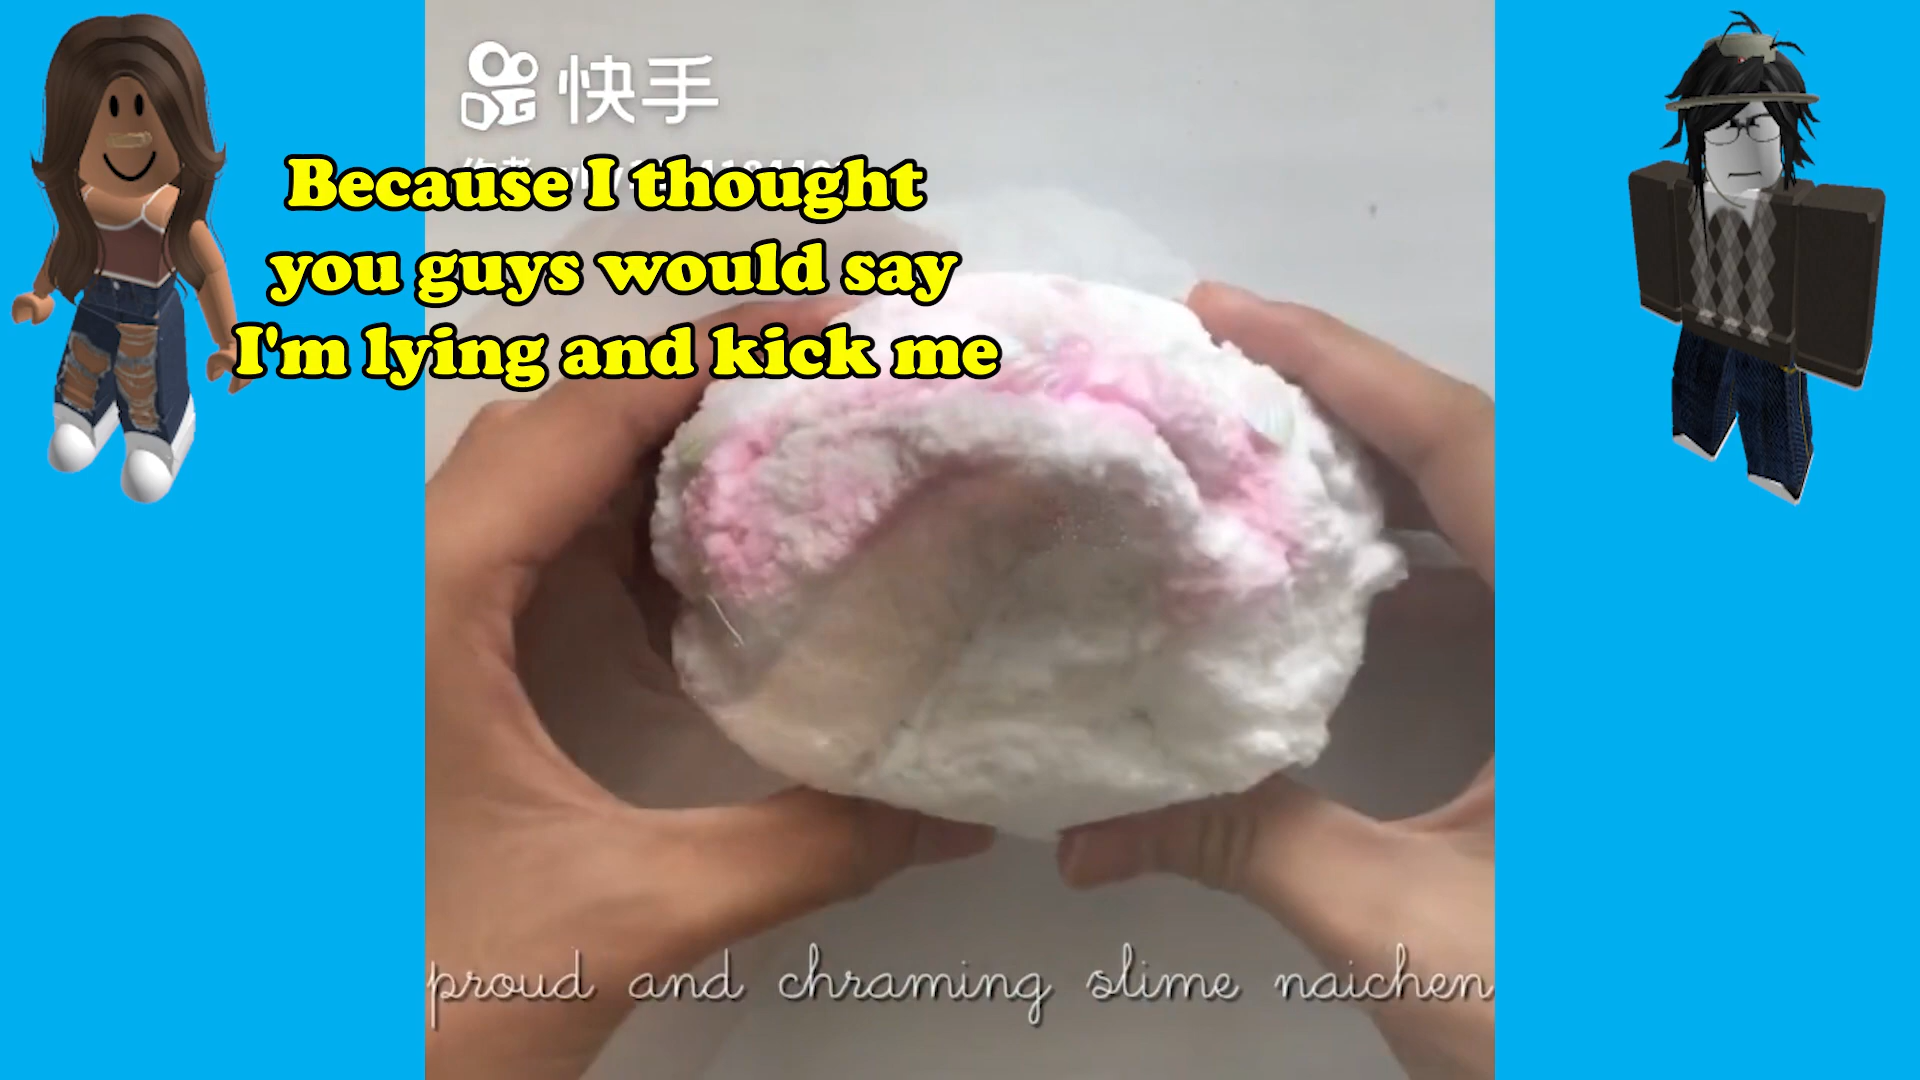 快手
Because I thought
you guys would say
I'm lying and kick me
proud and chraming slime naichen